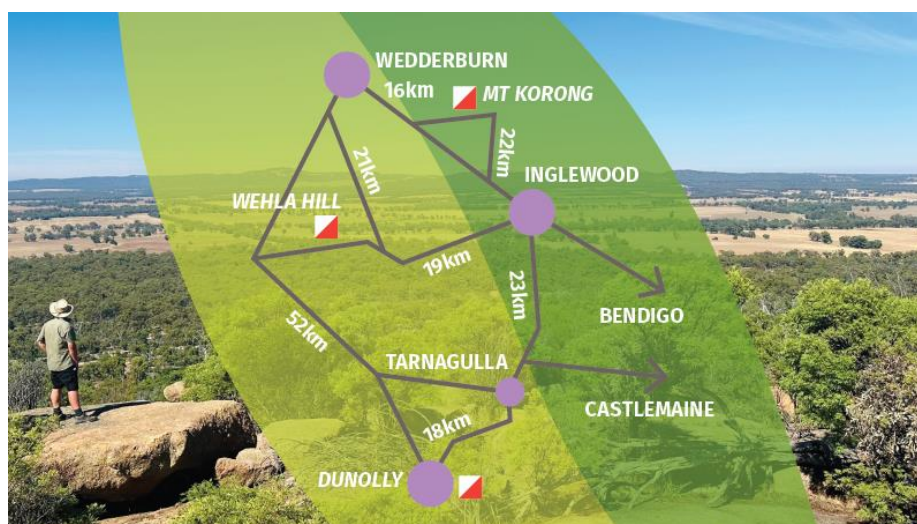 WEDDERBURN
16km
MT KORONG
22km
21km
INGLEWOOD
WEHLA HILL
19km
23km
52km
BENDIGO
TARNAGULLA
CASTLEMAINE
18km
DUNOLLY